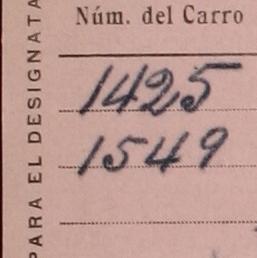 Núm. del Carro
1425
1549
PARA EL DESIGNATA